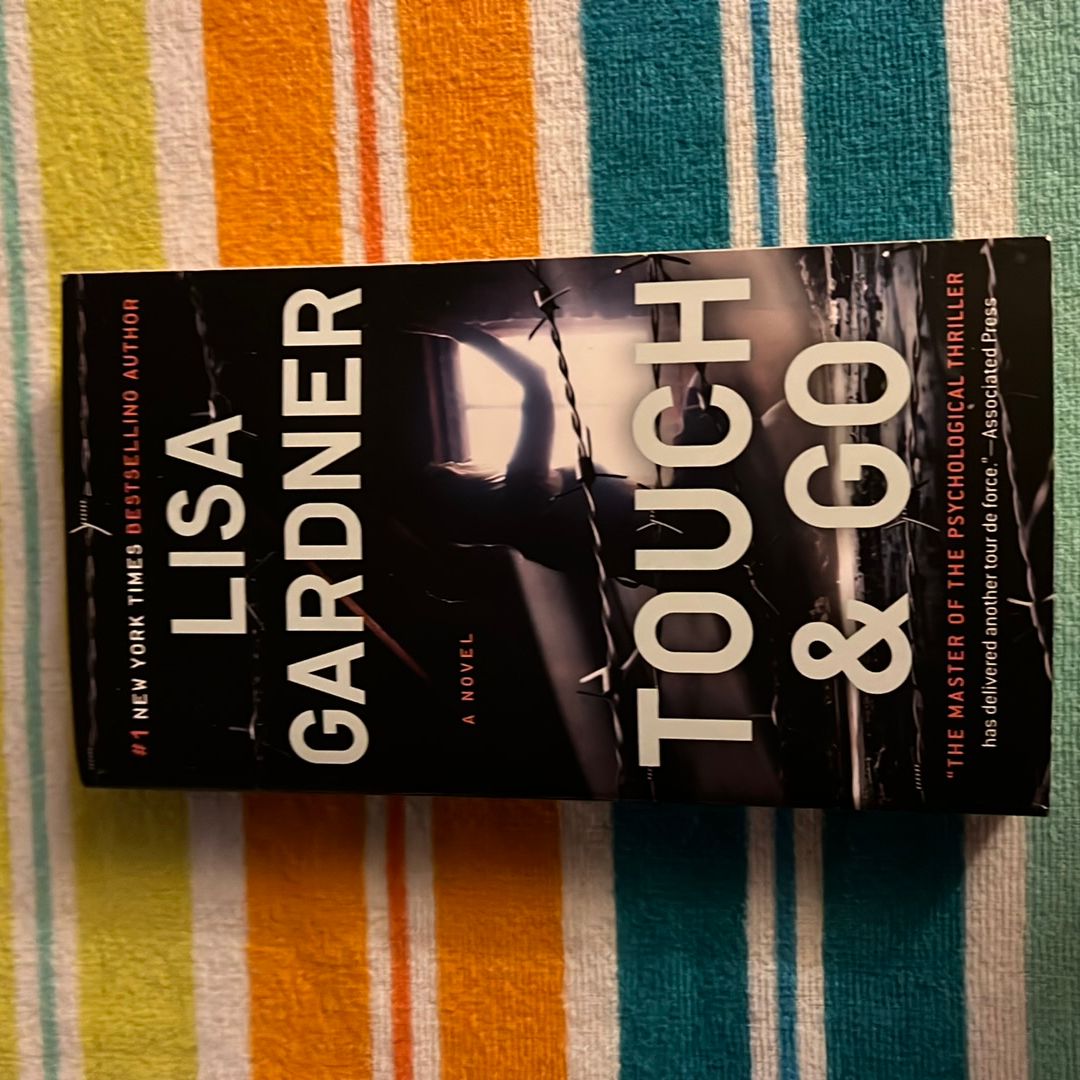 #1 NEW YORK TIMES BESTSELLING AUTHOR
LISA
GARDNER
A NOVEL
TOUCH
& GO
"THE MASTER OF THE PSYCHOLOGICAL THRILLER
has delivered another tour de force."—Associated Press